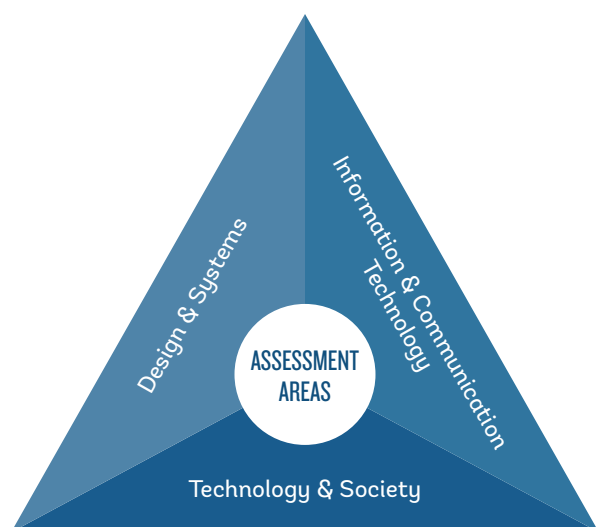 Design & Systems
Information & Communication
Technology
ASSESSMENT
AREAS
Technology & Society